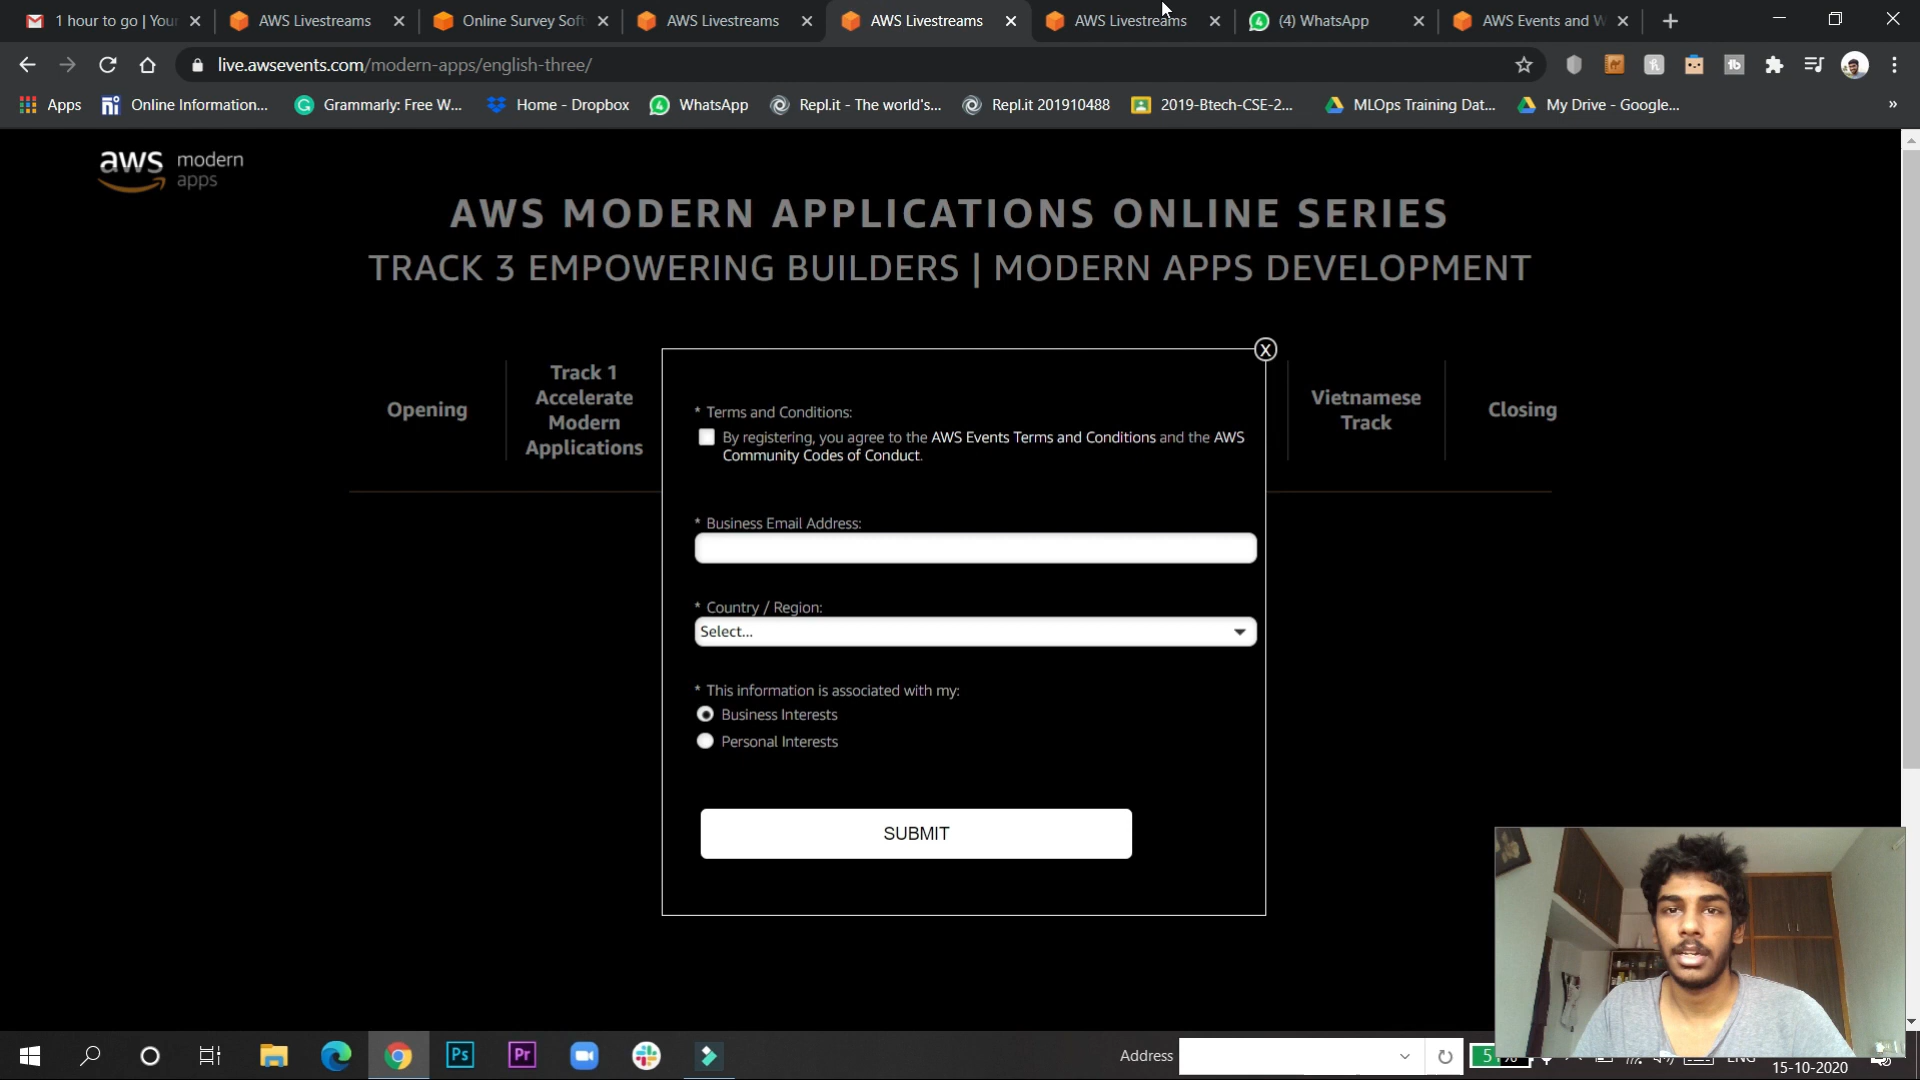 1 hour to go | Your
AWS Livestreams
Online Survey Soft
AWS Livestreams
AWS Livestreams
AWS Livestreams
(4) WhatsApp
AWS Events and W
live.awsevents.com/modern-apps/english-three/
Apps
Online Information...
Grammarly: Free W...
Home - Dropbox
WhatsApp
Repl.it - The world's...
Repl.it 201910488
2019-Btech-CSE-2...
MLOps Training Dat...
My Drive - Google...
»
aws modern
apps
AWS MODERN APPLICATIONS ONLINE SERIES
TRACK 3 EMPOWERING BUILDERS | MODERN APPS DEVELOPMENT
Opening
Track 1
Accelerate
Modern
Applications
Vietnamese
Track
Closing
X
* Terms and Conditions:
By registering, you agree to the AWS Events Terms and Conditions and the AWS
Community Codes of Conduct.
* Business Email Address:
* Country / Region:
Select...
* This information is associated with my:
Business Interests
Personal Interests
SUBMIT
Ps
Pr
Address
ENG
15-10-2020